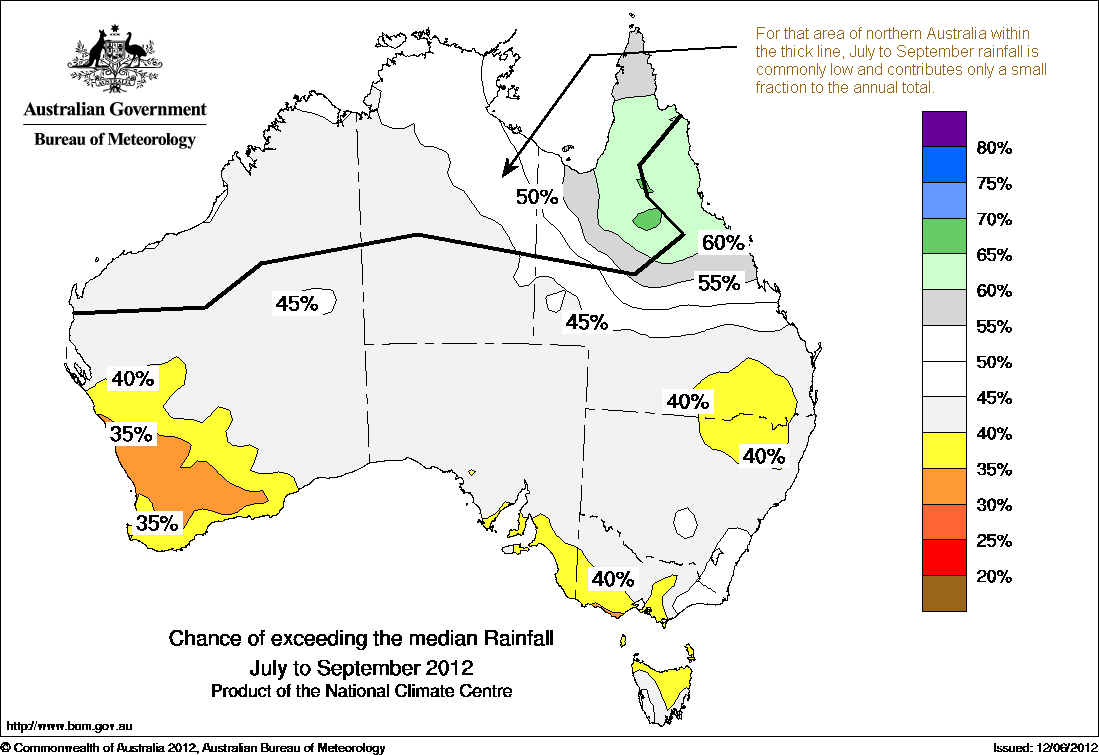 Australian Government
Bureau of Meteorology
For that area of northern Australia within
the thick line, July to September rainfall is
commonly low and contributes only a small
fraction to the annual total.
80%
75%
70%
65%
60%
55%
50%
45%
40%
35%
30%
25%
20%
50%
60%
55%
45%
45%
40%
40%
35%
40%
35%
40%
Chance of exceeding the median Rainfall
July to September 2012
Product of the National Climate Centre
http://www.bom.gov.au
© Commonwealth of Australia 2012, Australian Bureau of Meteorology
Issued: 12/06/2012